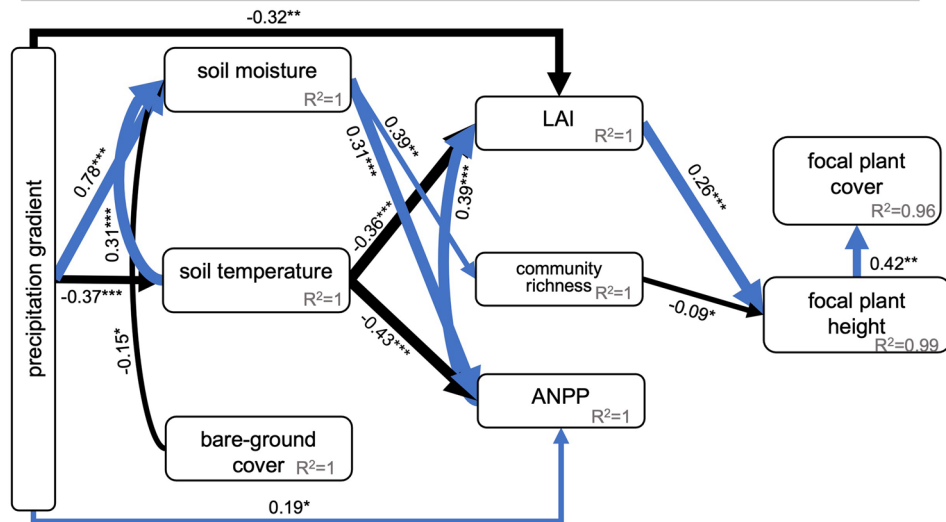 -0.32**
precipitation gradient
soil moisture
R²=1
0.78***
0.31***
-0.37***
-0.15*
soil temperature
R²=1
bare-ground
cover
R²=1
0.19*
0.39**
0.31***
-0.36***
-0.43***
0.39***
LAI
R²=1
community
richness
R²=1
ANPP
R²=1
0.26***
-0.09*
focal plant
cover
R²=0.96
0.42**
focal plant
height
R²=0.99